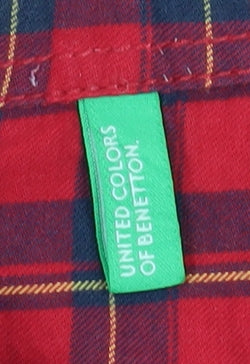 UNITED COLORS
OF BENETTON.